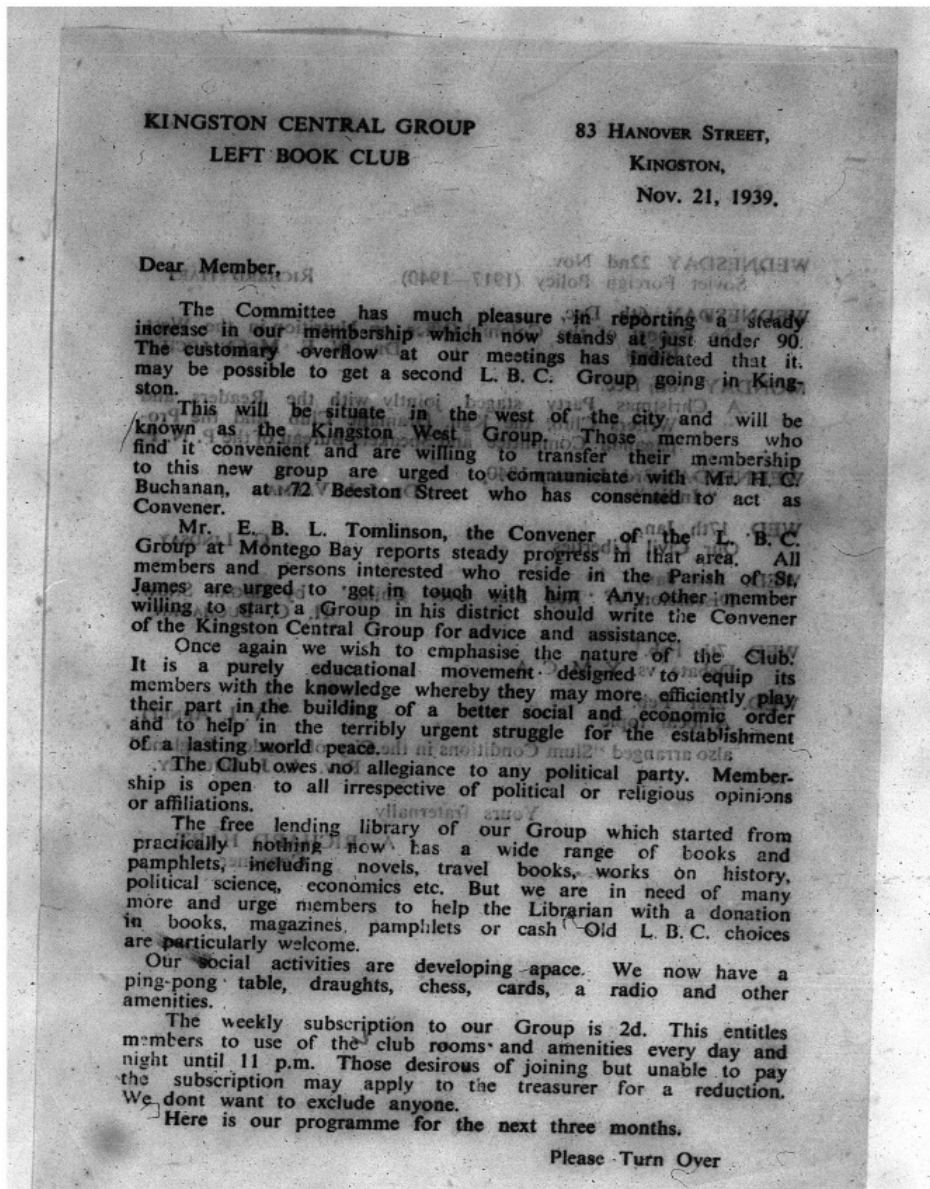 KINGSTON CENTRAL GROUP
LEFT BOOK CLUB
83 HANOVER STREET,
KINGSTON,
Nov. 21, 1939.
Dear Member,
The Committee has much pleasure in reporting a steady
increase in our membership which now stands at just under 90.
The customary overflow at our meetings has indicated that it
may be possible to get a second L. B. C. Group going in King-
ston.
This will be situate in the west of the city and will be
known as the Kingston West Group. Those members who
find it convenient and are willing to transfer their membership
to this new group are urged to communicate with Mr. H. C.
Buchanan, at 72 Beeston Street who has consented to act as
Convener.
Mr. E. B. L. Tomlinson, the Convener of the L. B. C.
Group at Montego Bay reports steady progress in that area. All
members and persons interested who reside in the Parish of St.
James are urged to get in touch with him Any other member
willing to start a Group in his district should write the Convener
of the Kingston Central Group for advice and assistance.
Once again we wish to emphasise the nature of the Club.
It is a purely educational movement designed to equip its
members with the knowledge whereby they may more efficiently play
their part in the building of a better social and economic order
and to help in the terribly urgent struggle for the establishment
of a lasting world peace.
The Club owes no allegiance to any political party. Member-
ship is open to all irrespective of political or religious opinions
or affiliations.
The free lending library of our Group which started from
practically nothing now has a wide range of books and
pamphlets, including novels, travel books, works on history,
political science, economics etc. But we are in need of many
more and urge members to help the Librarian with a donation
in books, magazines, pamphlets or cash Old L. B. C. choices
are particularly welcome.
Our social activities are developing apace. We now have a
ping-pong table, draughts, chess, cards, a radio and other
amenities.
The weekly subscription to our Group is 2d. This entitles
members to use of the club rooms and amenities every day and
night until 11 p.m. Those desirous of joining but unable to pay
the subscription may apply to the treasurer for a reduction.
We dont want to exclude anyone.
Here is our programme for the next three months.
Please Turn Over